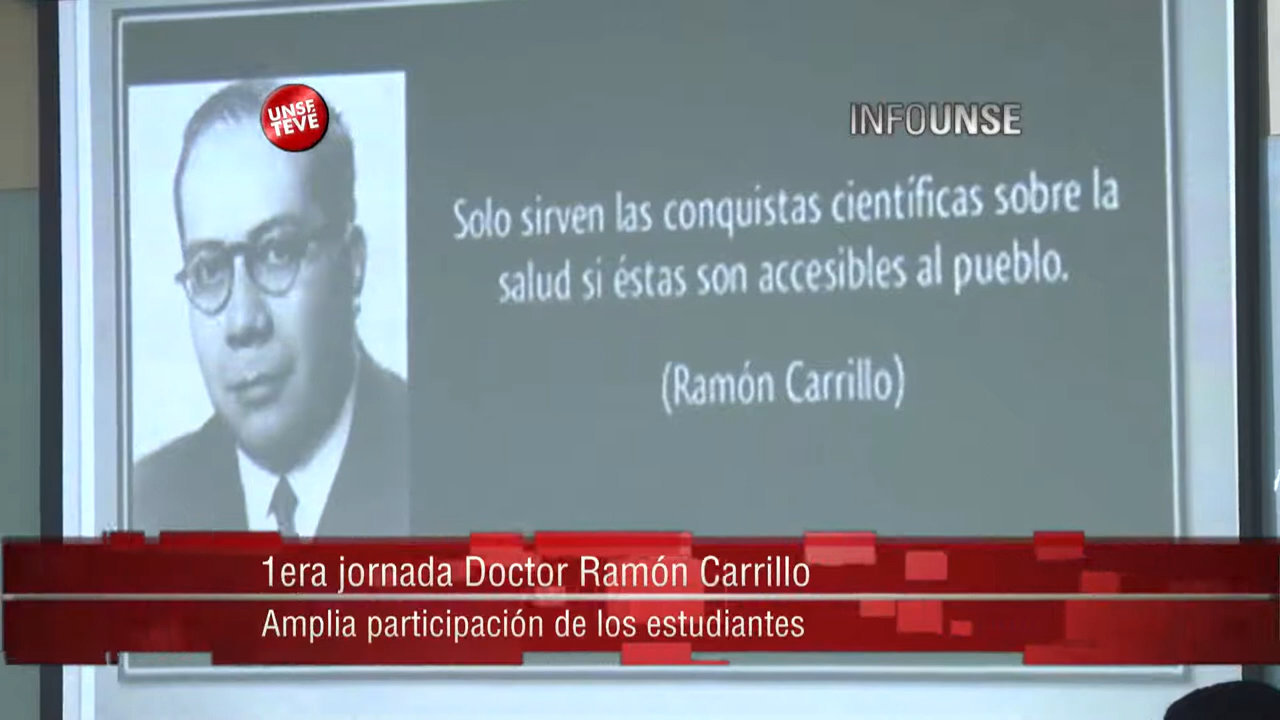 UNSE
TEVÉ
INFOUNSE
Solo sirven las conquistas científicas sobre la
salud si éstas son accesibles al pueblo.
(Ramón Carrillo)
1era jornada Doctor Ramón Carrillo
Amplia participación de los estudiantes